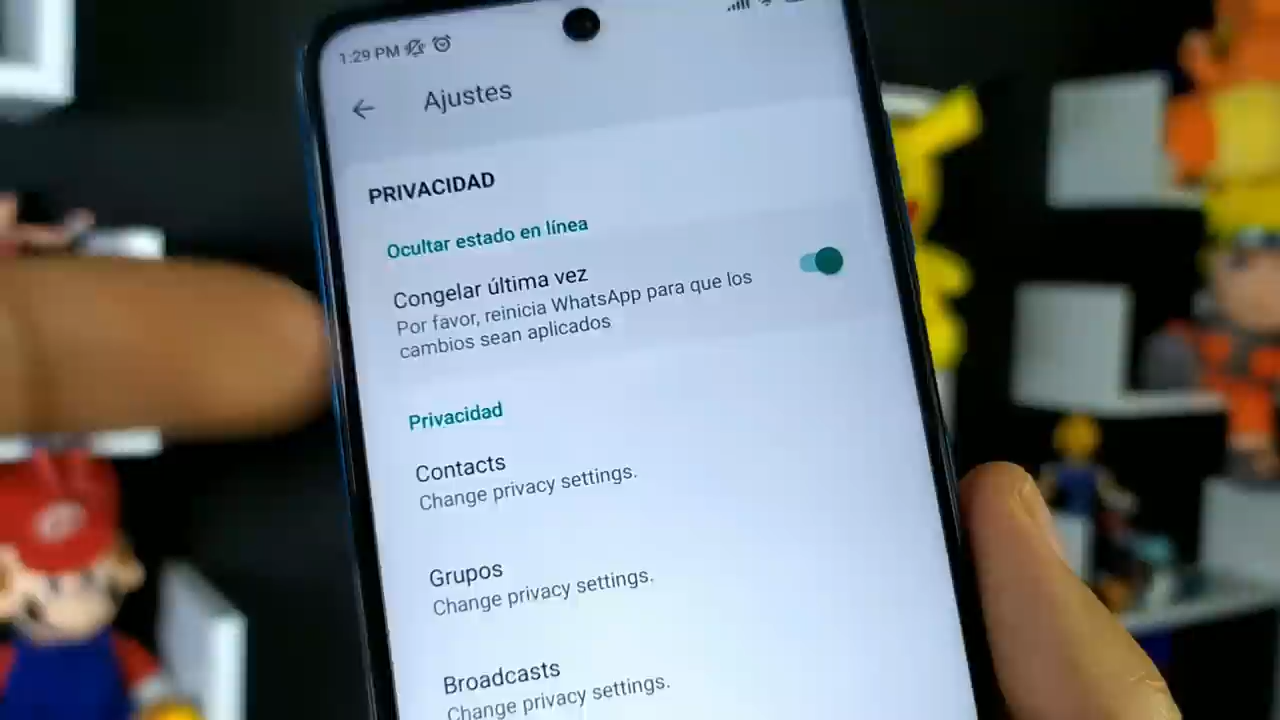 1:29 PM
Ajustes
PRIVACIDAD
Ocultar estado en línea
Congelar última vez
Por favor, reinicia WhatsApp para que los
cambios sean aplicados
Privacidad
Contacts
Change privacy settings.
Grupos
Change privacy settings.
Broadcasts
Change privacy settings.